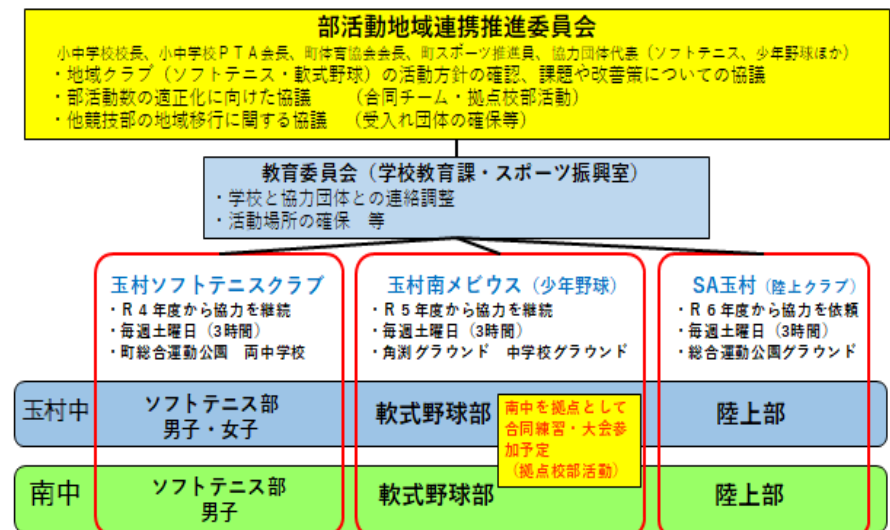 部活動地域連携推進委員会
小中学校校長、小中学校ＰＴＡ会長、町体育協会会長、町スポーツ推進員、協力団体代表（ソフトテニス、少年野球ほか）
・地域クラブ（ソフトテニス・軟式野球）の活動方針の確認、課題や改善策についての協議
・部活動数の適正化に向けた協議　　（合同チーム・拠点校部活動）
・他競技部の地域移行に関する協議　（受入れ団体の確保等）
教育委員会（学校教育課・スポーツ振興室）
・学校と協力団体との連絡調整
・活動場所の確保　等
玉村ソフトテニスクラブ
・Ｒ４年度から協力を継続
・毎週土曜日（3時間）
・町総合運動公園　両中学校
玉村南メビウス（少年野球）
・Ｒ５年度から協力を継続
・毎週土曜日（3時間）
・角渕グラウンド　中学校グラウンド
SA玉村（陸上クラブ）
・Ｒ６年度から協力を依頼
・毎週土曜日（3時間）
・総合運動公園グラウンド
玉村中
ソフトテニス部
男子・女子
軟式野球部
南中を拠点として
合同練習・大会参
加予定
（拠点校部活動）
陸上部
南中
ソフトテニス部
男子
軟式野球部
陸上部